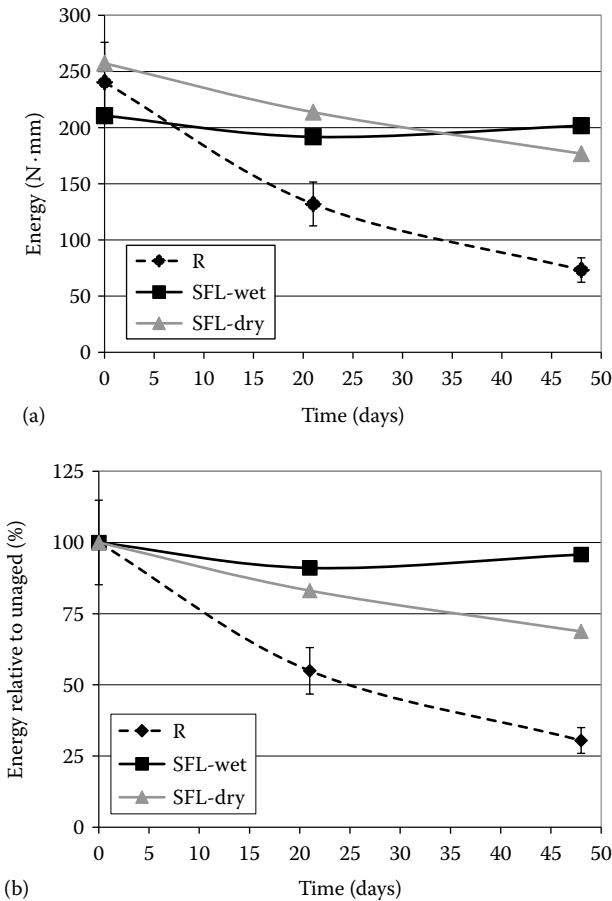 300
250
200
150
100
50
0
Energy (N·mm)
R
SFL-wet
SFL-dry
0 5 10 15 20 25 30 35 40 45 50
(a) Time (days)
125
100
75
50
25
0
Energy relative to unaged (%)
R
SFL-wet
SFL-dry
0 5 10 15 20 25 30 35 40 45 50
(b) Time (days)